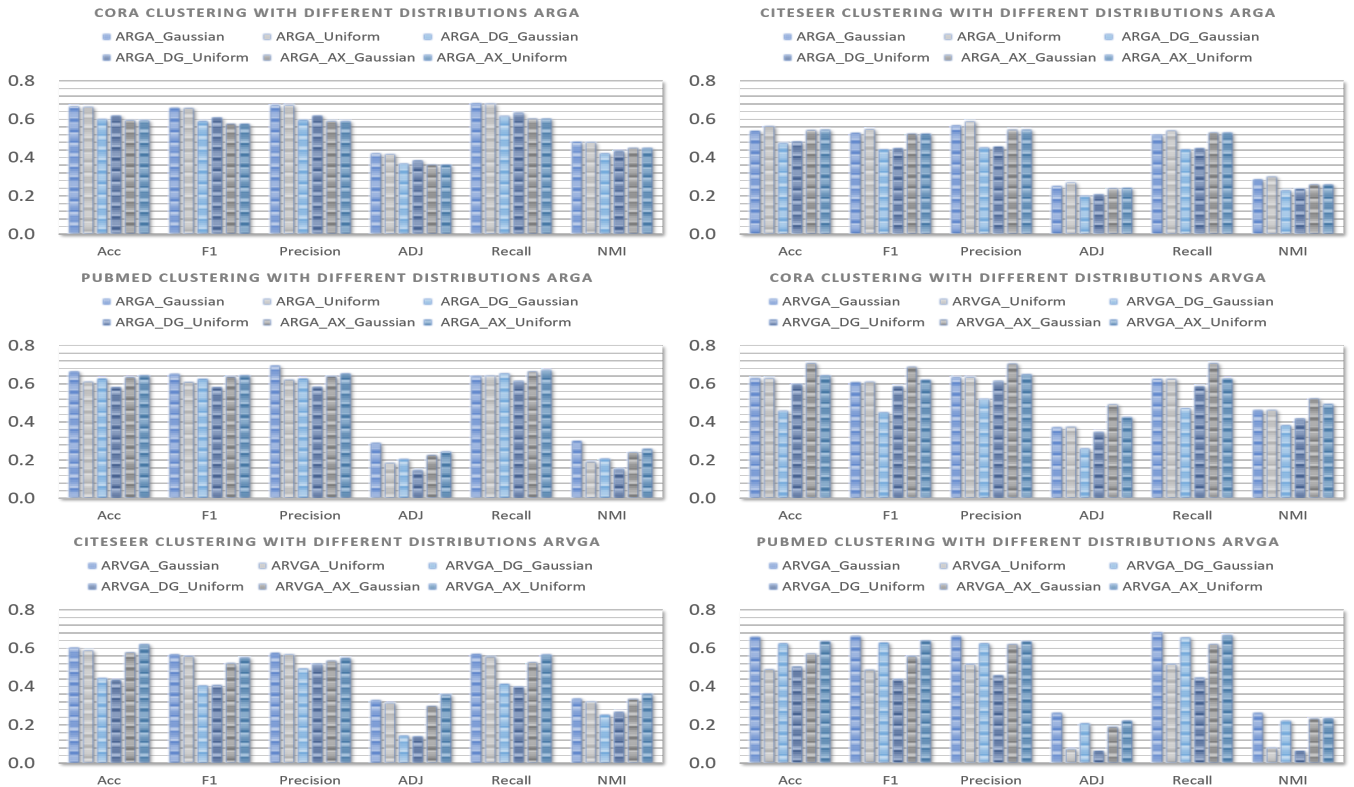 CORA CLUSTERING WITH DIFFERENT DISTRIBUTIONS ARGA
ARGA_Gaussian ARGA_Uniform ARGA_DG_Gaussian
ARGA_DG_Uniform ARGA_AX_Gaussian ARGA_AX_Uniform
0.8
0.6
0.4
0.2
0.0
Acc F1 Precision ADJ Recall NMI
CITESEER CLUSTERING WITH DIFFERENT DISTRIBUTIONS ARGA
ARGA_Gaussian ARGA_Uniform ARGA_DG_Gaussian
ARGA_DG_Uniform ARGA_AX_Gaussian ARGA_AX_Uniform
0.8
0.6
0.4
0.2
0.0
Acc F1 Precision ADJ Recall NMI
PUBMED CLUSTERING WITH DIFFERENT DISTRIBUTIONS ARGA
ARGA_Gaussian ARGA_Uniform ARGA_DG_Gaussian
ARGA_DG_Uniform ARGA_AX_Gaussian ARGA_AX_Uniform
0.8
0.6
0.4
0.2
0.0
Acc F1 Precision ADJ Recall NMI
CORA CLUSTERING WITH DIFFERENT DISTRIBUTIONS ARVGA
ARVGA_Gaussian ARVGA_Uniform ARVGA_DG_Gaussian
ARVGA_DG_Uniform ARVGA_AX_Gaussian ARVGA_AX_Uniform
0.8
0.6
0.4
0.2
0.0
Acc F1 Precision ADJ Recall NMI
CITESEER CLUSTERING WITH DIFFERENT DISTRIBUTIONS ARVGA
ARVGA_Gaussian ARVGA_Uniform ARVGA_DG_Gaussian
ARVGA_DG_Uniform ARVGA_AX_Gaussian ARVGA_AX_Uniform
0.8
0.6
0.4
0.2
0.0
Acc F1 Precision ADJ Recall NMI
PUBMED CLUSTERING WITH DIFFERENT DISTRIBUTIONS ARVGA
ARVGA_Gaussian ARVGA_Uniform ARVGA_DG_Gaussian
ARVGA_DG_Uniform ARVGA_AX_Gaussian ARVGA_AX_Uniform
0.8
0.6
0.4
0.2
0.0
Acc F1 Precision ADJ Recall NMI